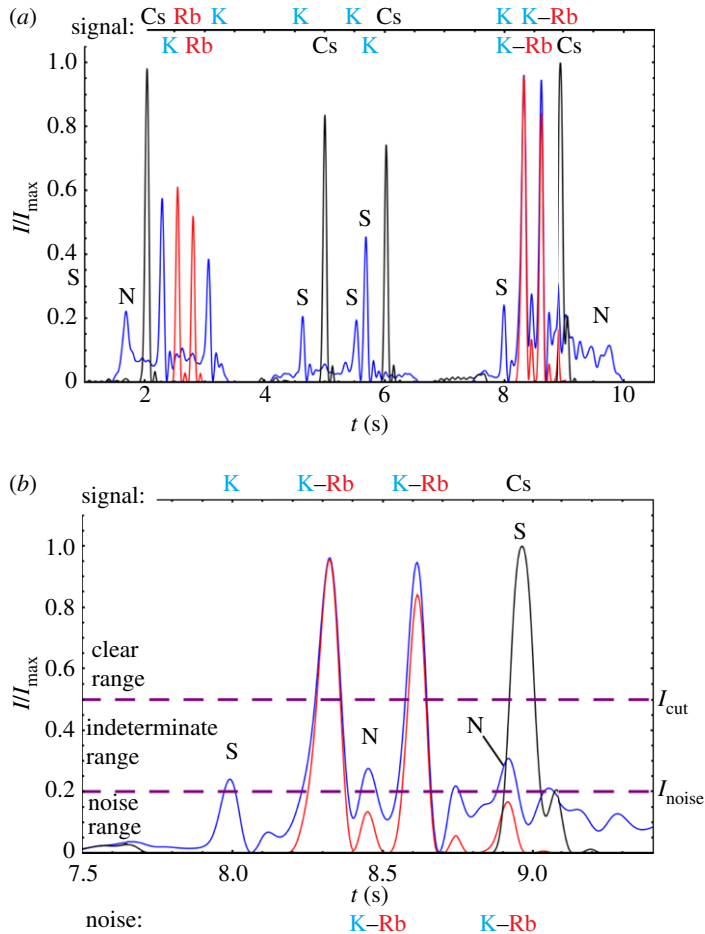 (a)
Cs Rb K K K Cs K K–Rb
signal:
K Rb Cs K K–Rb Cs
1.0
0.8
0.6
0.4
0.2
0
I/Imax
S
N
S
S
S
S
N
2 4 6 8 10
t (s)
(b)
K K–Rb K–Rb Cs
signal:
S
1.0
0.8
clear
range
0.6
Icut
I/Imax
0.4
indeterminate
range
S
N
N
0.2
Inoise
noise
range
0
7.5 8.0 8.5 9.0
t (s)
noise: K–Rb K–Rb